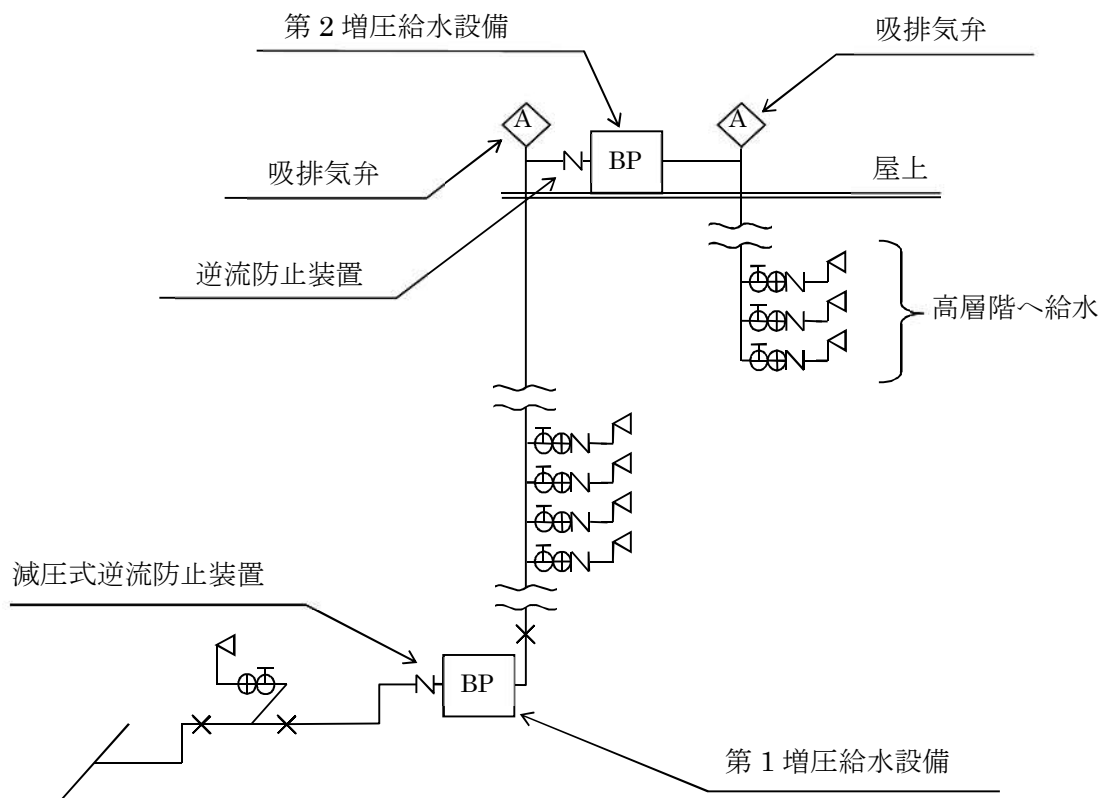 第 2 増圧給水設備
吸排気弁
A
A
BP
吸排気弁
屋上
逆流防止装置
高層階へ給水
減圧式逆流防止装置
BP
第 1 増圧給水設備